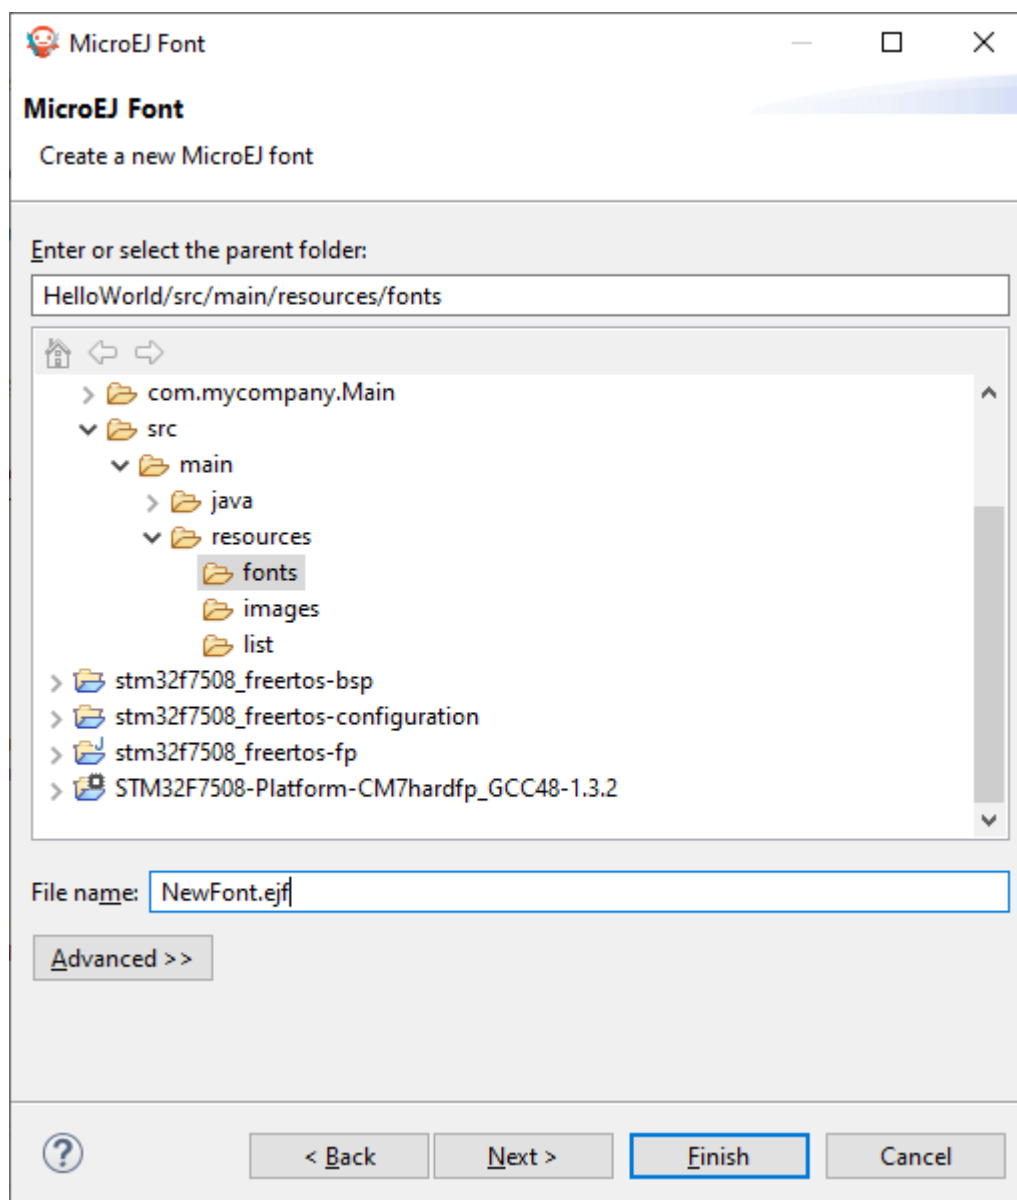 MicroEJ Font
MicroEJ Font
Create a new MicroEJ font
Enter or select the parent folder:
HelloWorld/src/main/resources/fonts
com.mycompany.Main
src
main
java
resources
fonts
images
list
stm32f7508_freertos-bsp
stm32f7508_freertos-configuration
stm32f7508_freertos-fp
STM32F7508-Platform-CM7hardfp_GCC48-1.3.2
File name: NewFont.ejf
Advanced >>
? < Back Next > Finish Cancel